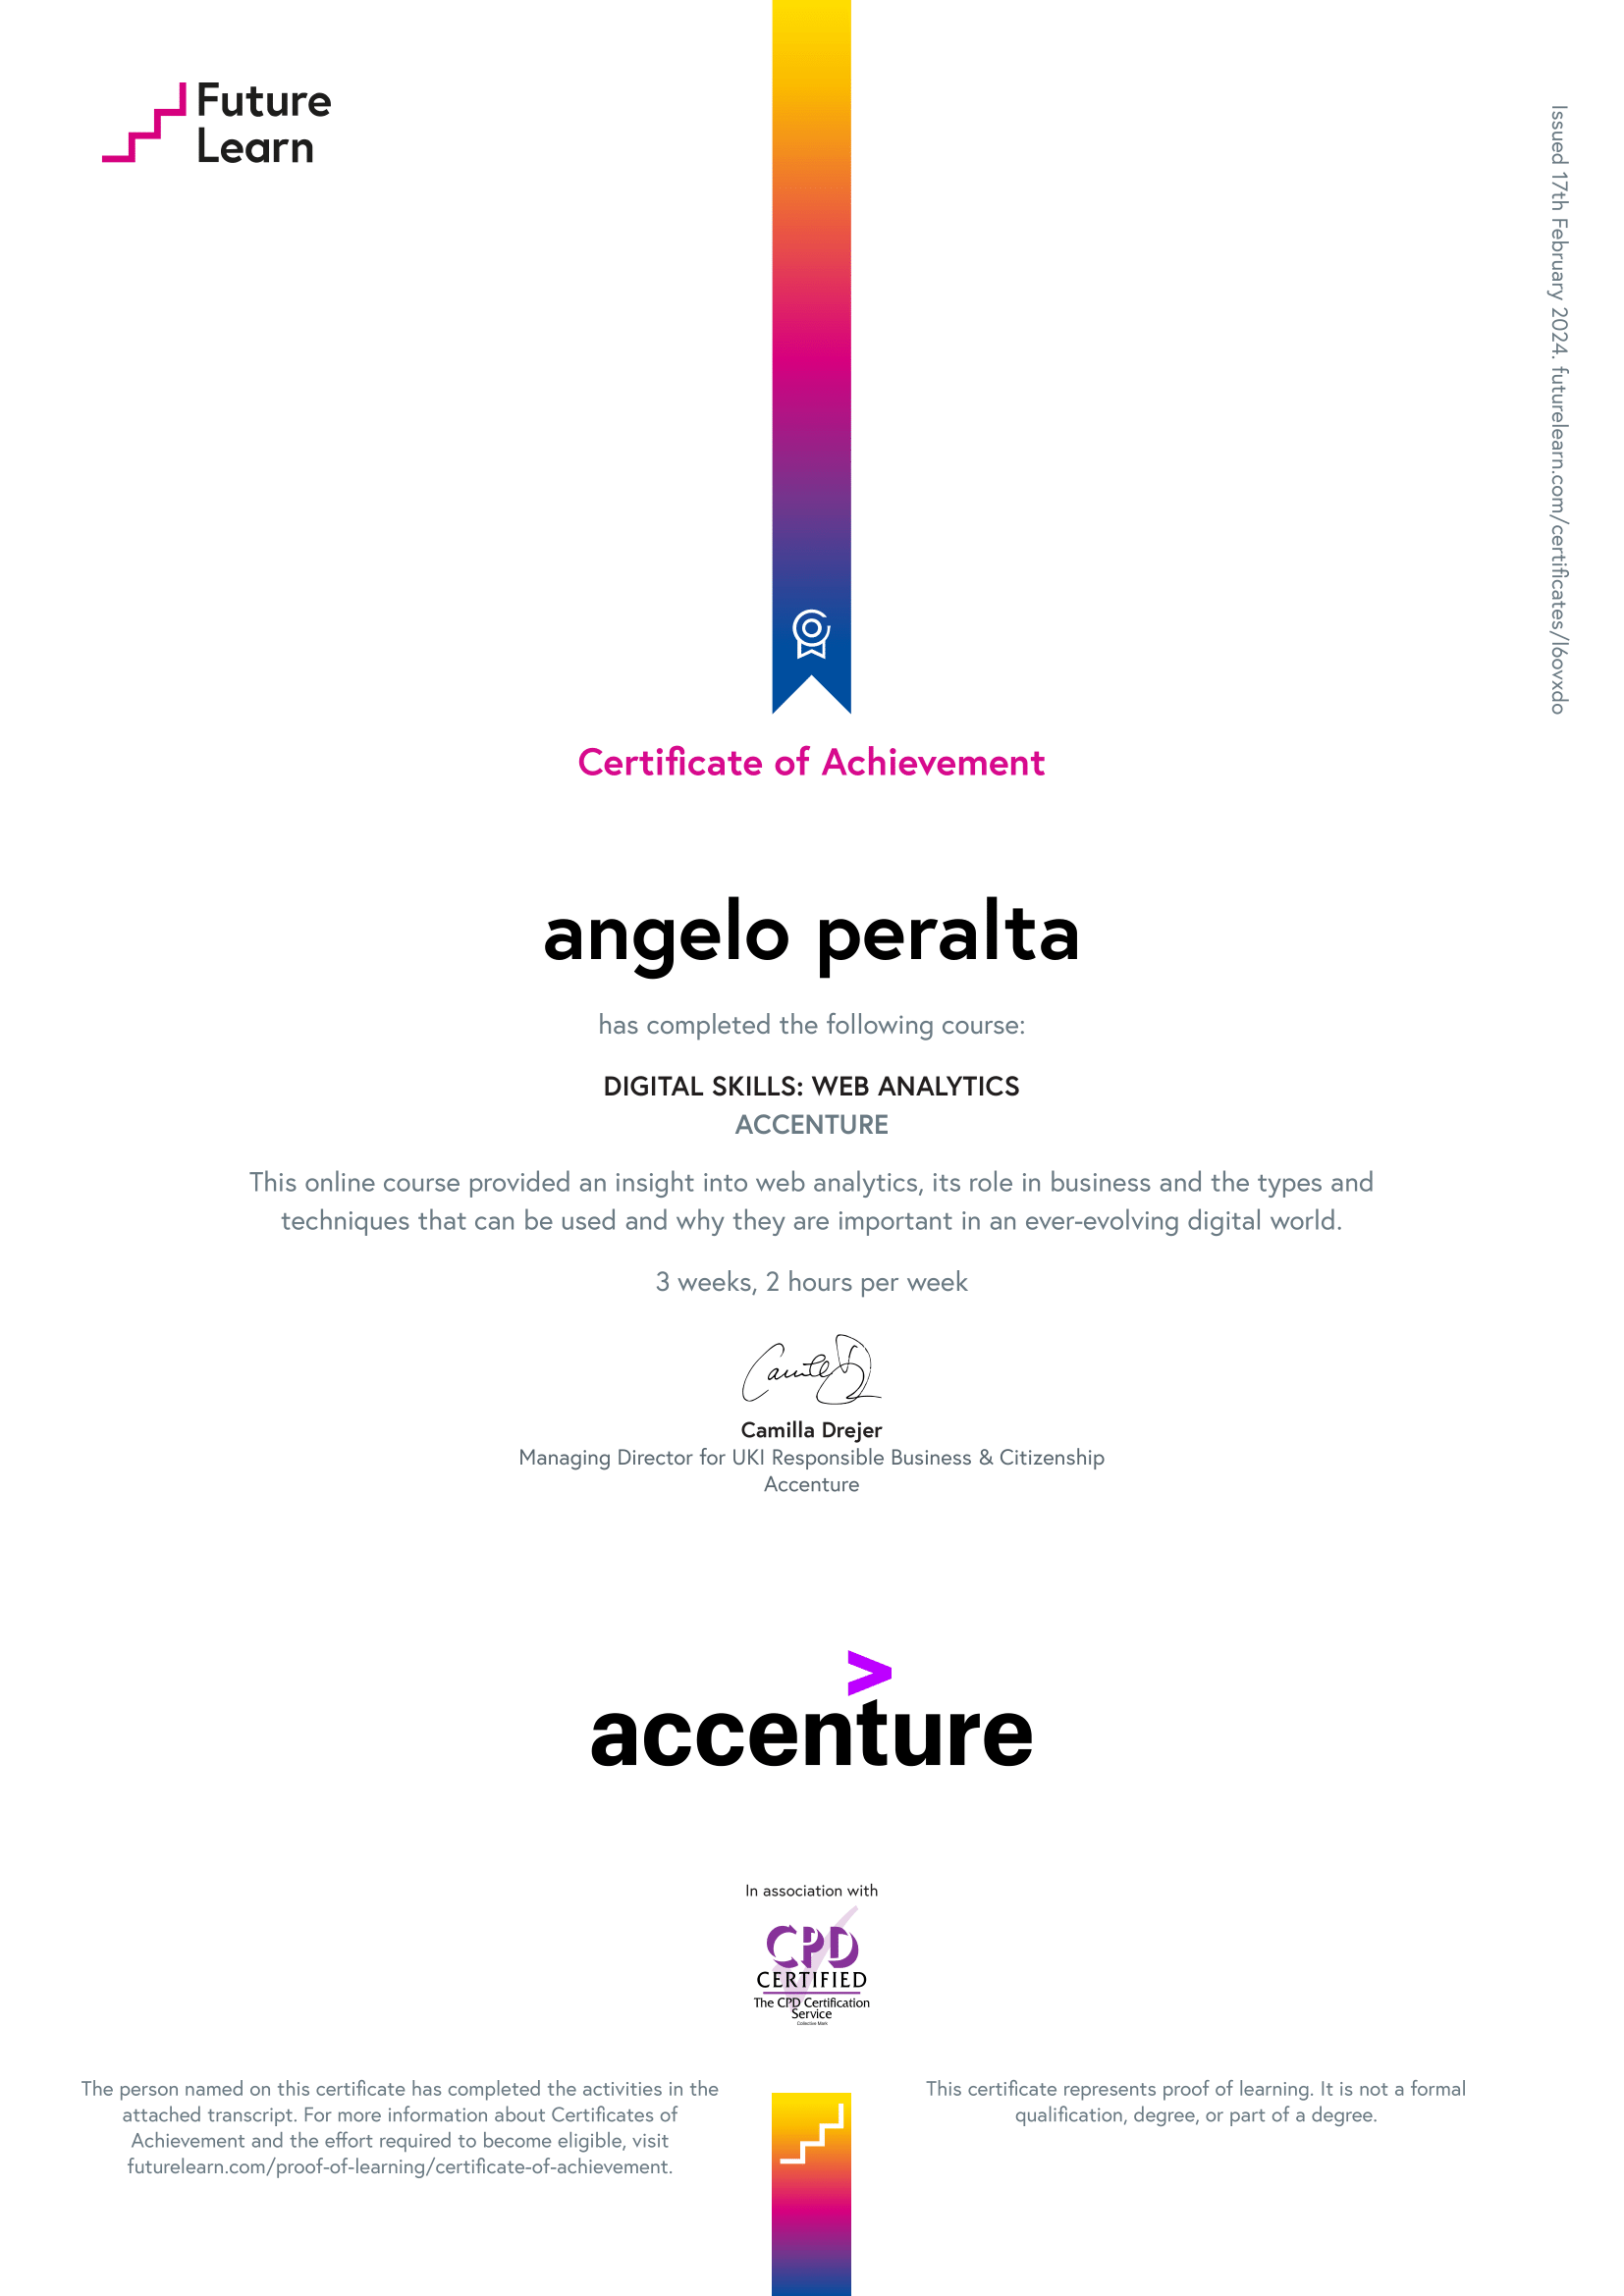 Future
Learn
Issued 17th February 2024. futurelearn.com/certificates/l6ovxdo
Certificate of Achievement
angelo peralta
has completed the following course:
DIGITAL SKILLS: WEB ANALYTICS
ACCENTURE
This online course provided an insight into web analytics, its role in business and the types and
techniques that can be used and why they are important in an ever-evolving digital world.
3 weeks, 2 hours per week
Camilla Drejer
Managing Director for UKI Responsible Business & Citizenship
Accenture
accenture
In association with
CPD
CERTIFIED
The CPD Certification
Service
Collective Mark
The person named on this certificate has completed the activities in the
attached transcript. For more information about Certificates of
Achievement and the effort required to become eligible, visit
futurelearn.com/proof-of-learning/certificate-of-achievement.
This certificate represents proof of learning. It is not a formal
qualification, degree, or part of a degree.